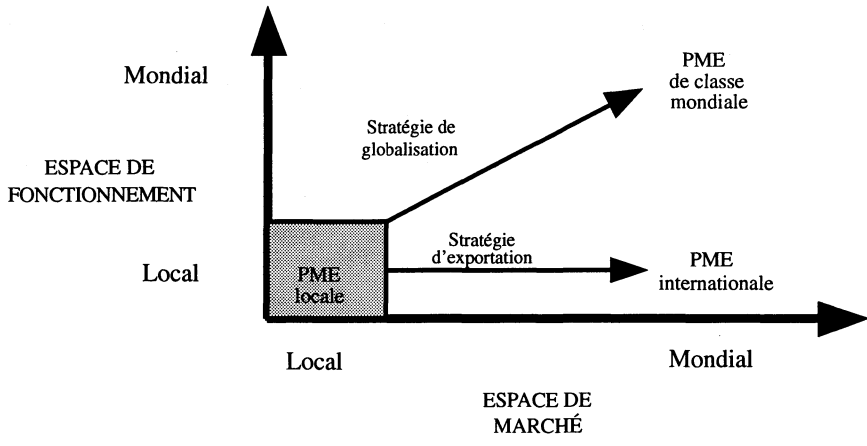 Mondial
PME
de classe
mondiale
Stratégie de
globalisation
ESPACE DE
FONCTIONNEMENT
Stratégie
d'exportation
Local
PME
locale
PME
internationale
Local
Mondial
ESPACE DE
MARCHÉ